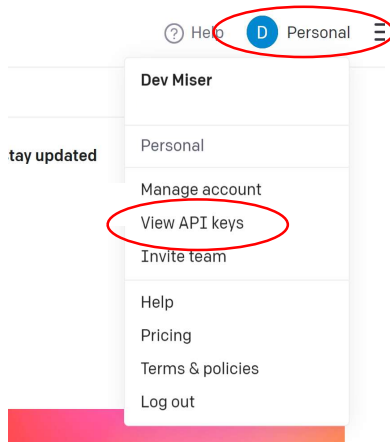 Help D Personal
Dev Miser
tay updated
Personal
Manage account
View API keys
Invite team
Help
Pricing
Terms & policies
Log out